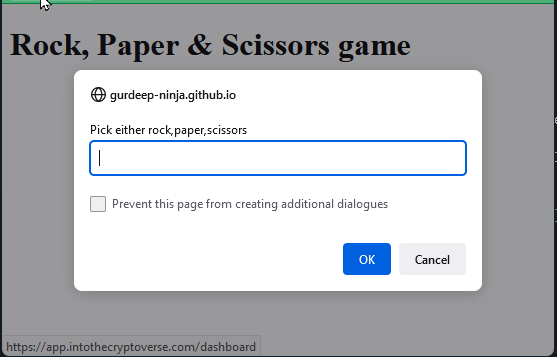 Rock, Paper & Scissors game
gurdeep-ninja.github.io
Pick either rock,paper,scissors
Prevent this page from creating additional dialogues
OK
Cancel
https://app.intothecryptoverse.com/dashboard